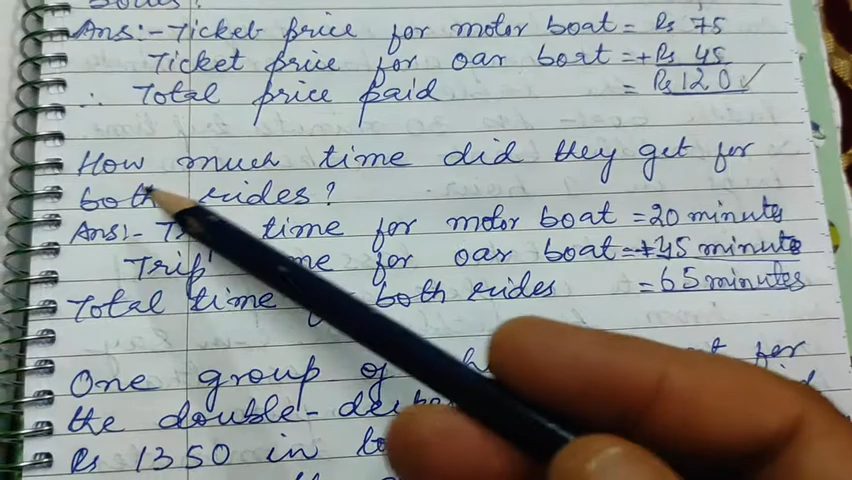 Ans:- Ticket price for motor boat = Rs 75
Ticket price for oar boat = + Rs 45
∴ Total price paid = Rs 120 ✓
How much time did they get for
both rides?
Ans:- time for motor boat = 20 minutes
Trip for oar boat = +45 minute
Total time both rides = 65 minutes
One group of for
the double-
Rs 1350 in